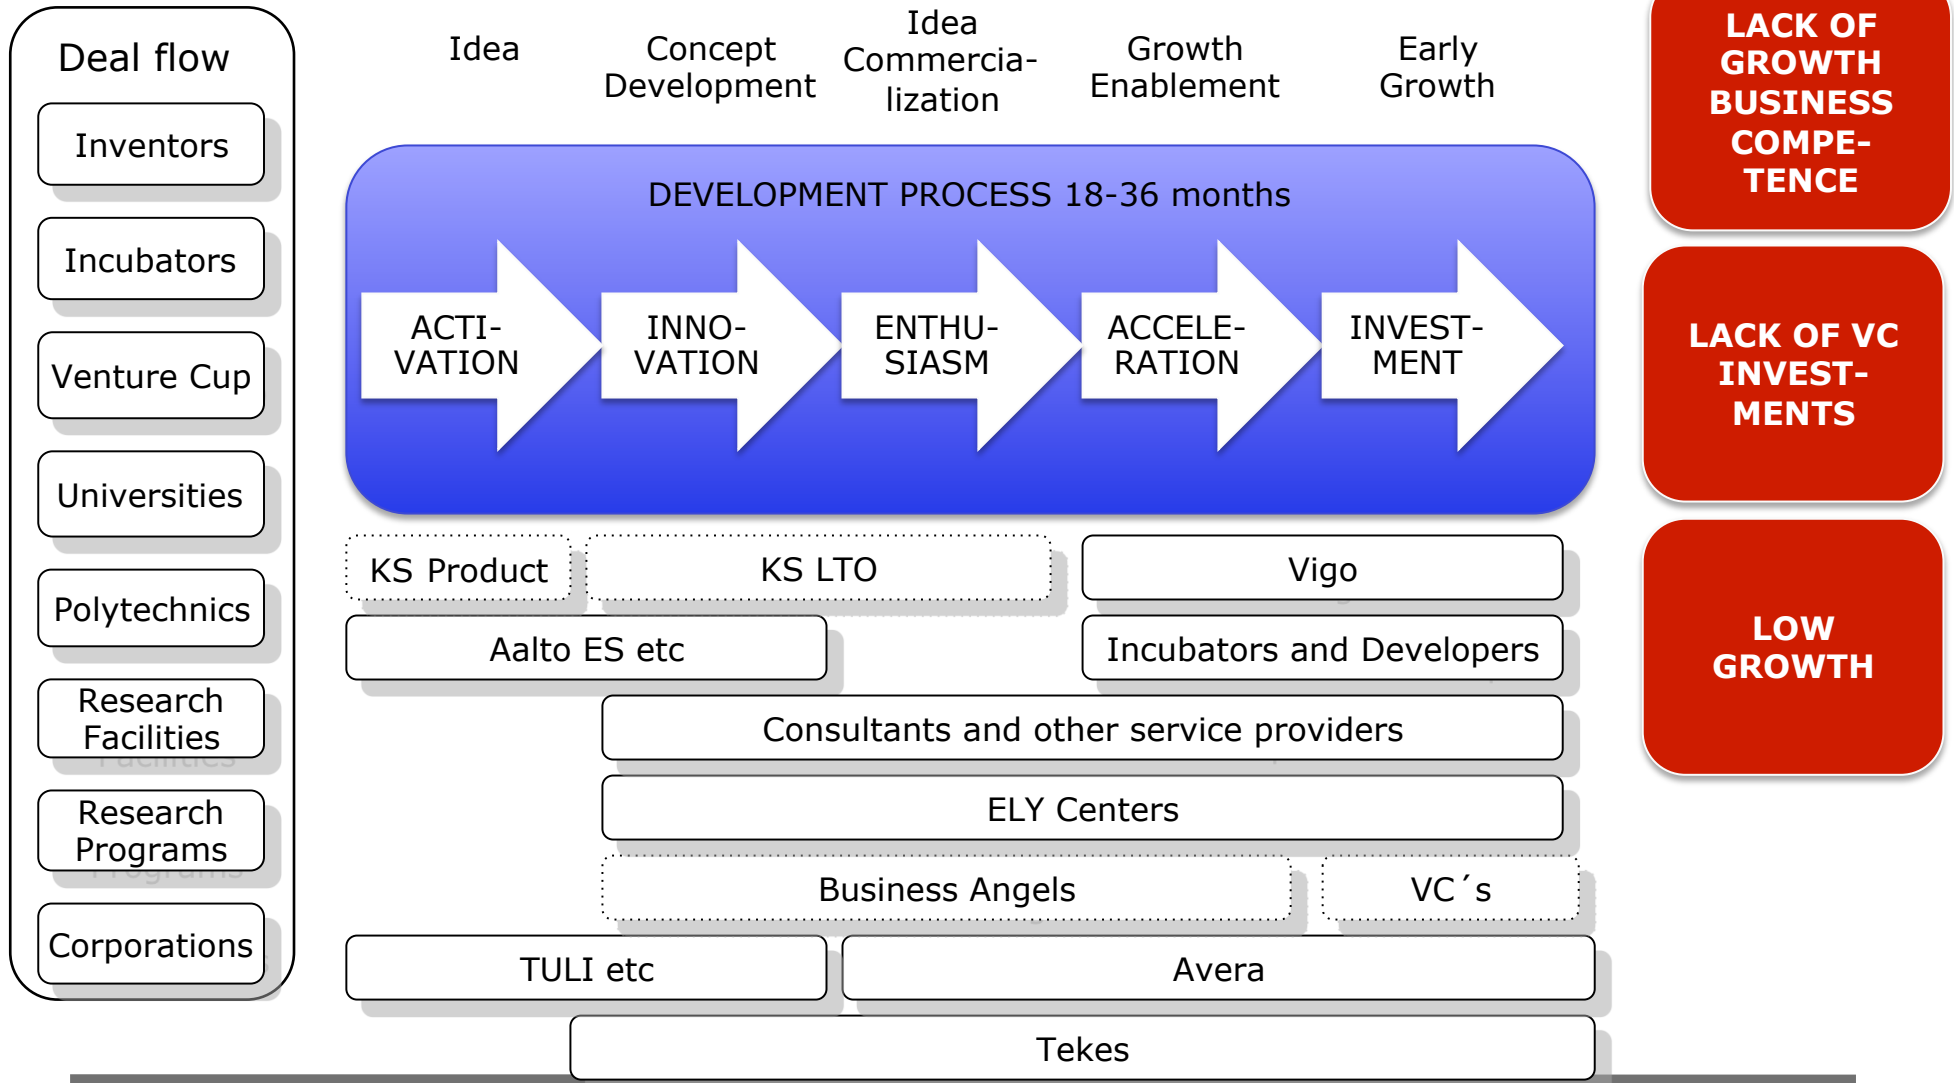 Deal flow
Inventors
Incubators
Venture Cup
Universities
Polytechnics
Research
Facilities
Research
Programs
Corporations
Idea
Concept
Development
Idea
Commercia-
lization
Growth
Enablement
Early
Growth
DEVELOPMENT PROCESS 18-36 months
ACTI-
VATION
INNO-
VATION
ENTHU-
SIASM
ACCELE-
RATION
INVEST-
MENT
KS Product
KS LTO
Vigo
Aalto ES etc
Incubators and Developers
Consultants and other service providers
ELY Centers
Business Angels
VC´s
TULI etc
Avera
Tekes
LACK OF
GROWTH
BUSINESS
COMPE-
TENCE
LACK OF VC
INVEST-
MENTS
LOW
GROWTH